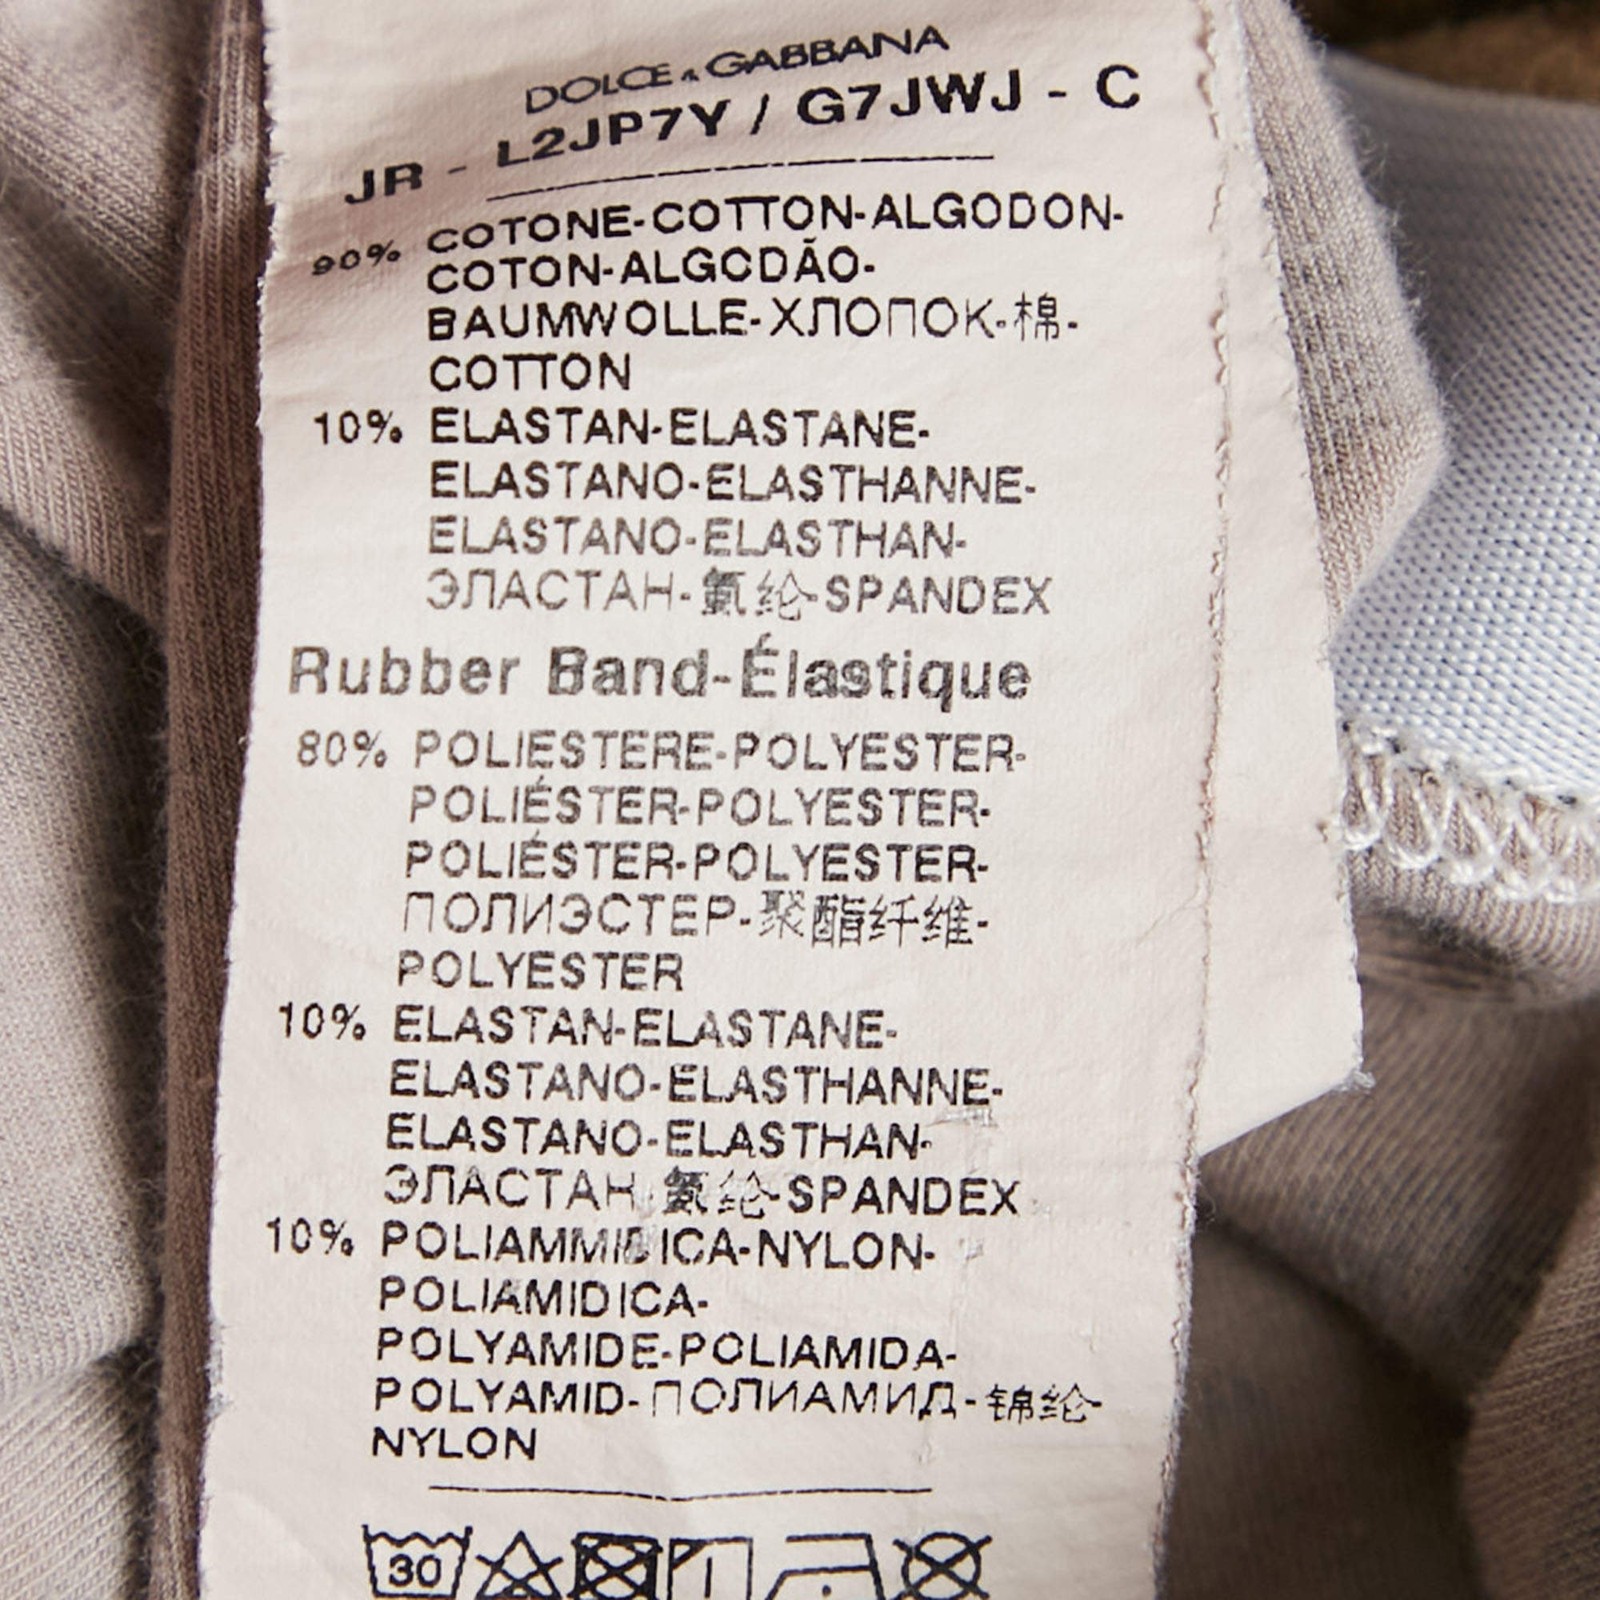 DOLCE & GABBANA
JR - L2JP7Y / G7JWJ - C
90% COTONE-COTTON-ALGODON-
COTON-ALGODÃO-
BAUMWOLLE-ХЛОПОК-棉-
COTTON
10% ELASTAN-ELASTANE-
ELASTANO-ELASTHANNE-
ELASTANO-ELASTHAN-
ЭЛАСТАН-氨纶-SPANDEX
Rubber Band-Élastique
80% POLIESTERE-POLYESTER-
POLIÉSTER-POLYESTER-
POLIÉSTER-POLYESTER-
ПОЛИЭСТЕР-聚酯纤维-
POLYESTER
10% ELASTAN-ELASTANE-
ELASTANO-ELASTHANNE-
ELASTANO-ELASTHAN-
ЭЛАСТАН-氨纶-SPANDEX
10% POLIAMMIDICA-NYLON-
POLIAMIDICA-
POLYAMIDE-POLIAMIDA-
POLYAMID-ПОЛИАМИД-锦纶-
NYLON
30